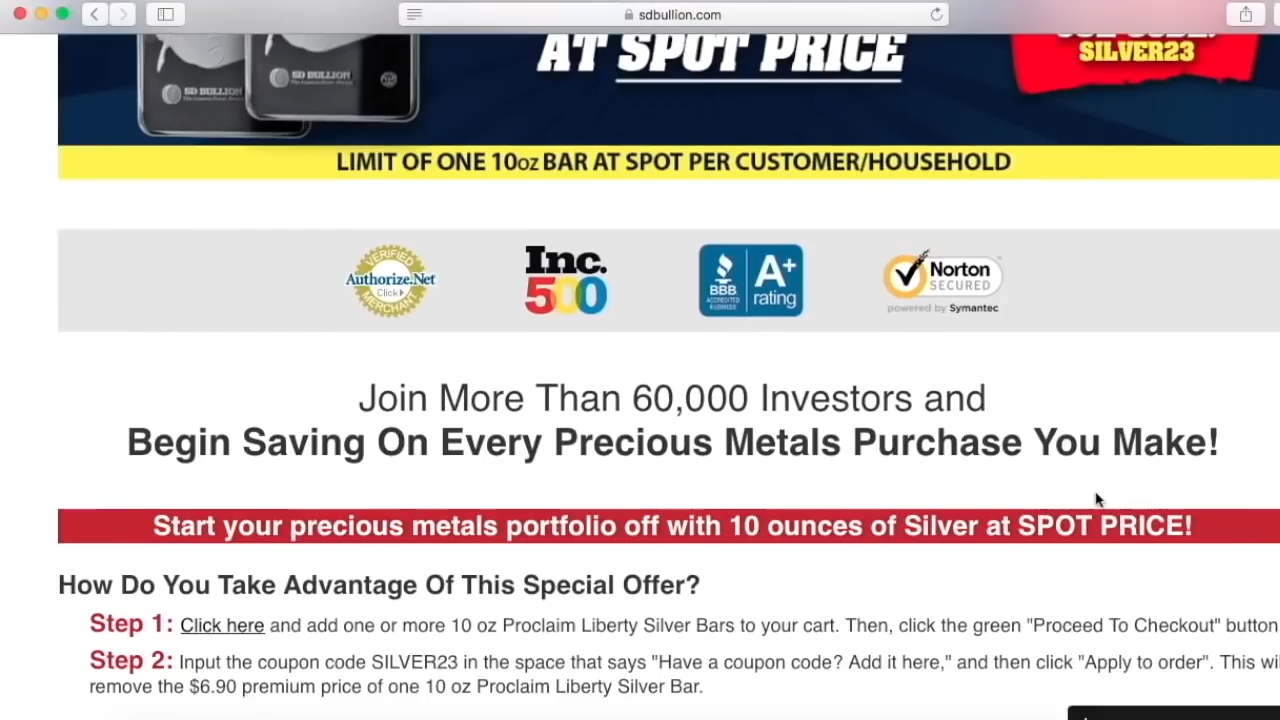 sdbullion.com
AT SPOT PRICE
SILVER23
SD BULLION
SD BULLION
LIMIT OF ONE 10oz BAR AT SPOT PER CUSTOMER/HOUSEHOLD
VERIFIED
Authorize.Net
Click
MERCHANT
Inc.
500
BBB
ACCREDITED
BUSINESS
A+
rating
Norton
SECURED
powered by Symantec
Join More Than 60,000 Investors and
Begin Saving On Every Precious Metals Purchase You Make!
Start your precious metals portfolio off with 10 ounces of Silver at SPOT PRICE!
How Do You Take Advantage Of This Special Offer?
Step 1: Click here and add one or more 10 oz Proclaim Liberty Silver Bars to your cart. Then, click the green "Proceed To Checkout" button
Step 2: Input the coupon code SILVER23 in the space that says "Have a coupon code? Add it here," and then click "Apply to order". This wi
remove the $6.90 premium price of one 10 oz Proclaim Liberty Silver Bar.